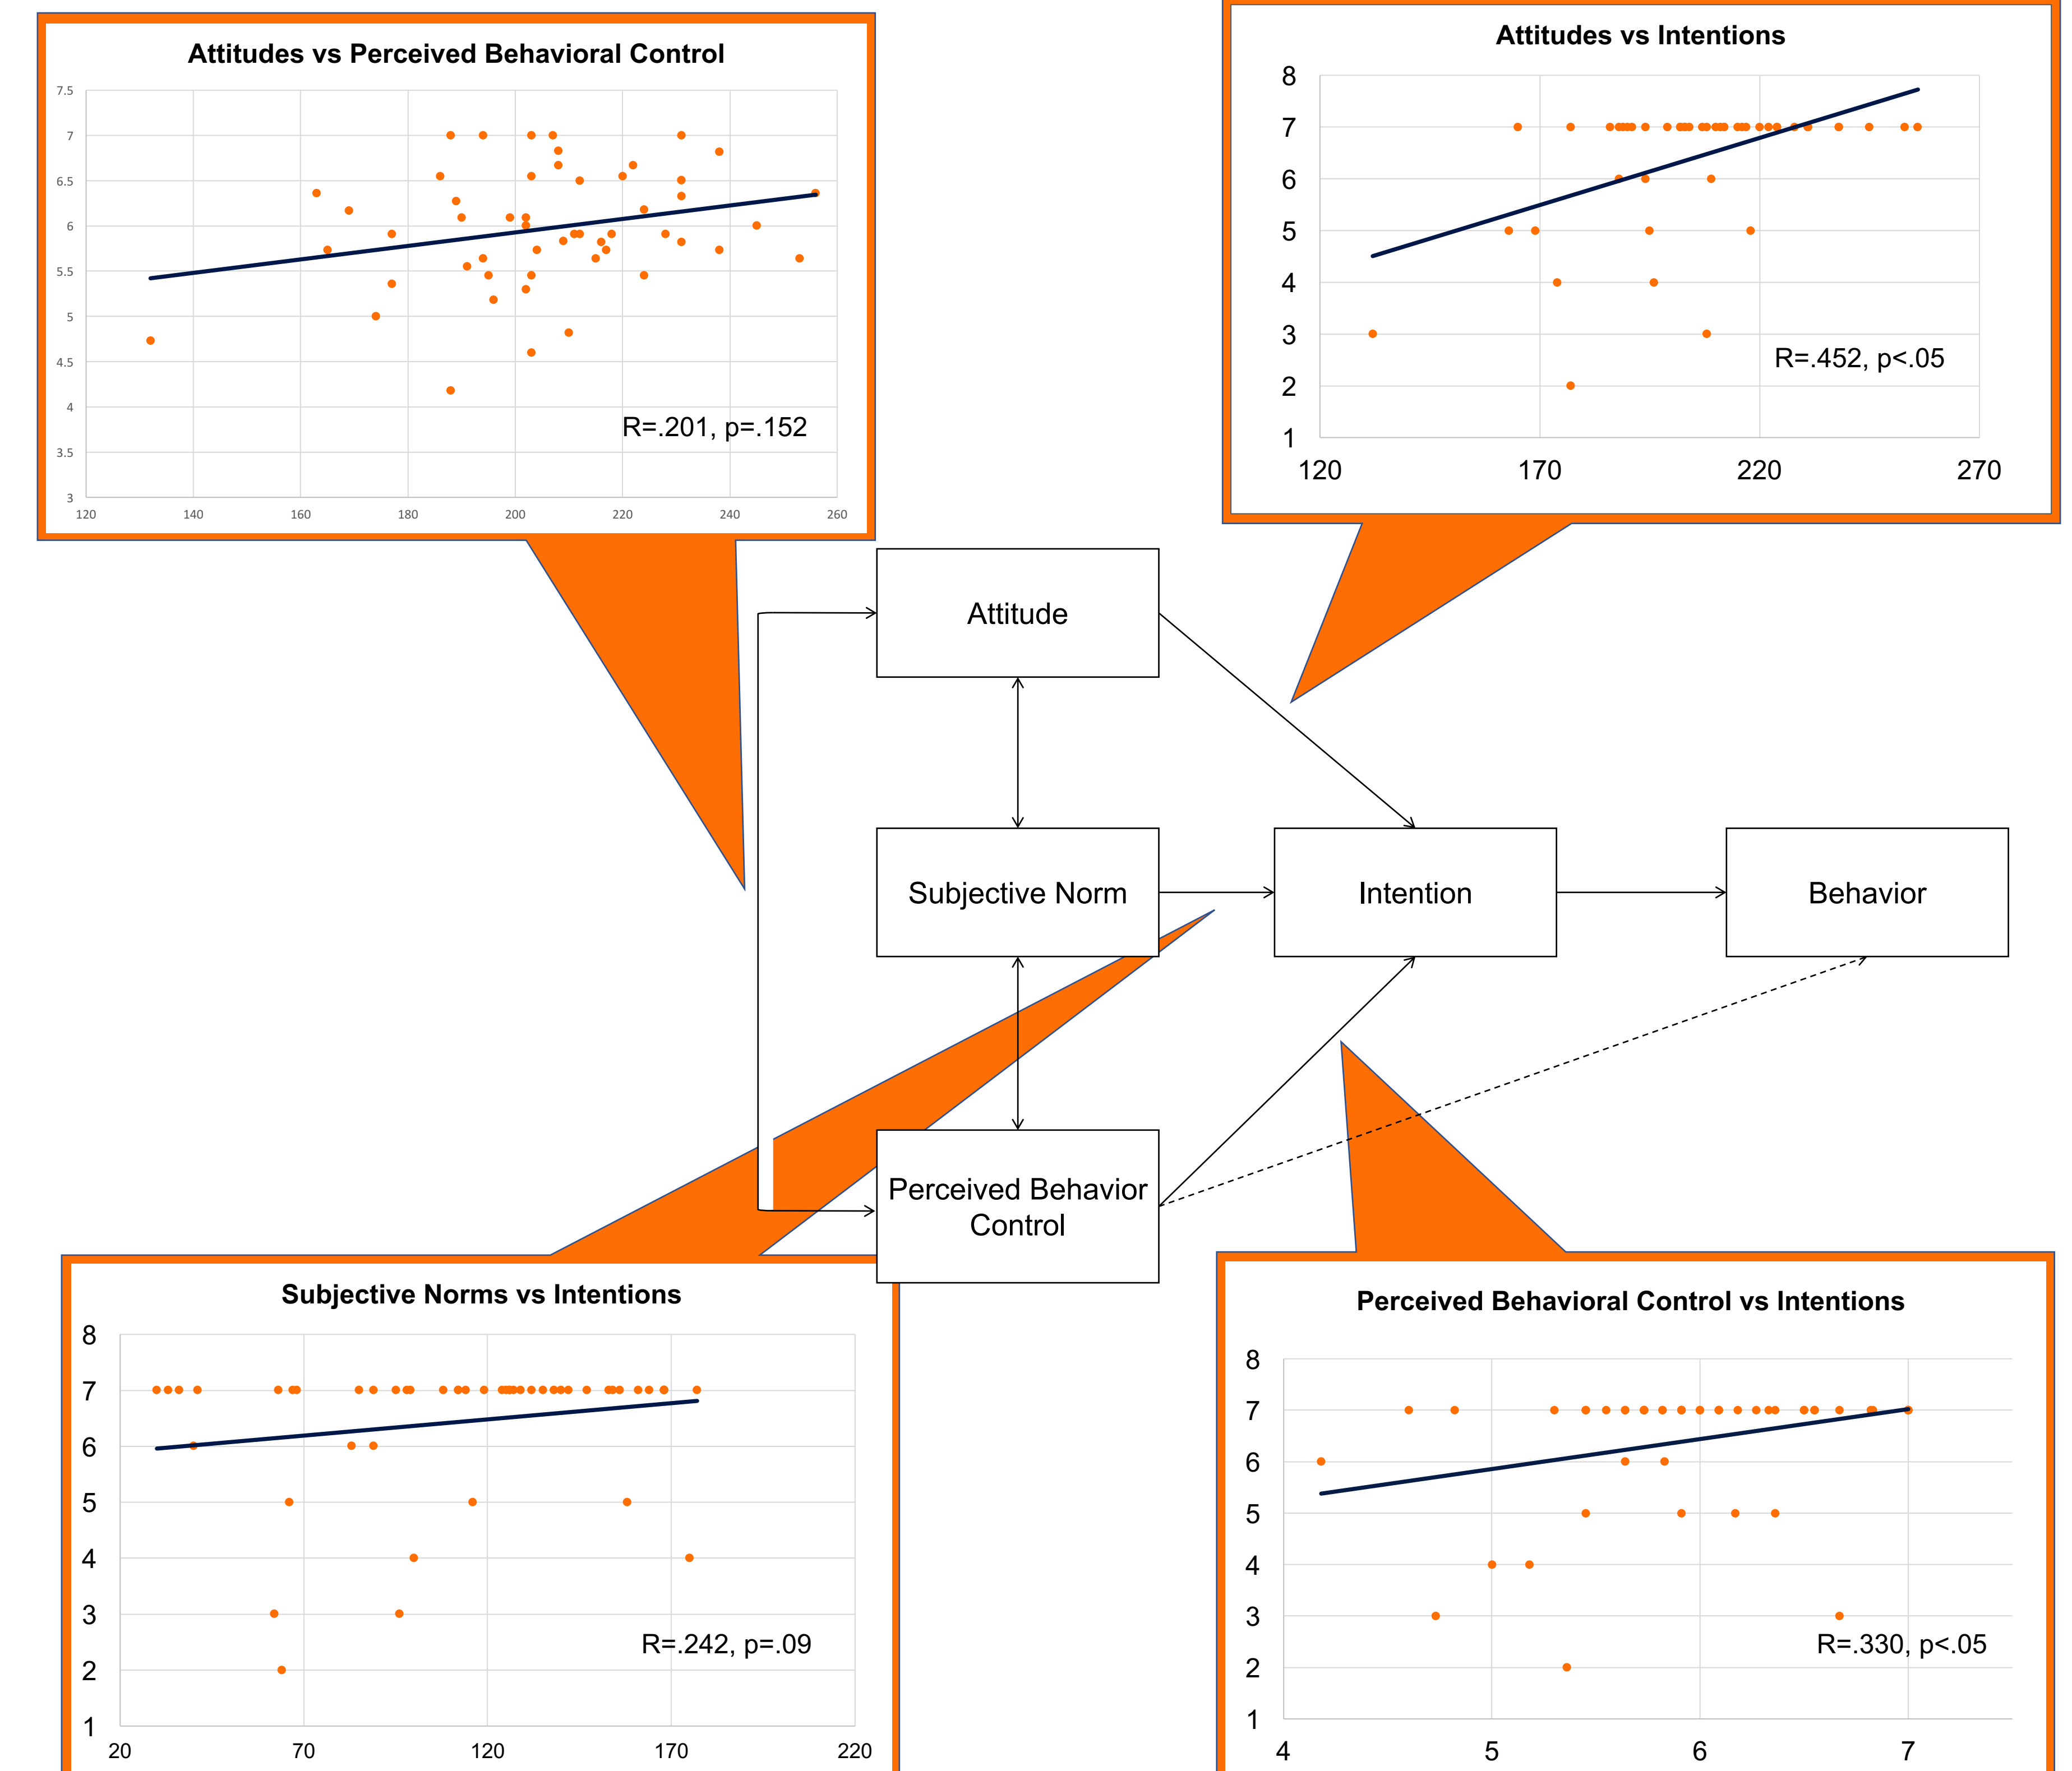 Attitudes vs Perceived Behavioral Control
7.5
7
6.5
6
5.5
5
4.5
4
3.5
3
R=.201, p=.152
120 140 160 180 200 220 240 260
Attitudes vs Intentions
8
7
6
5
4
3
2
1
R=.452, p<.05
120 170 220 270
Attitude
Subjective Norm
Intention
Behavior
Perceived Behavior
Control
Subjective Norms vs Intentions
8
7
6
5
4
3
2
1
R=.242, p=.09
20 70 120 170 220
Perceived Behavioral Control vs Intentions
8
7
6
5
4
3
2
1
R=.330, p<.05
4 5 6 7